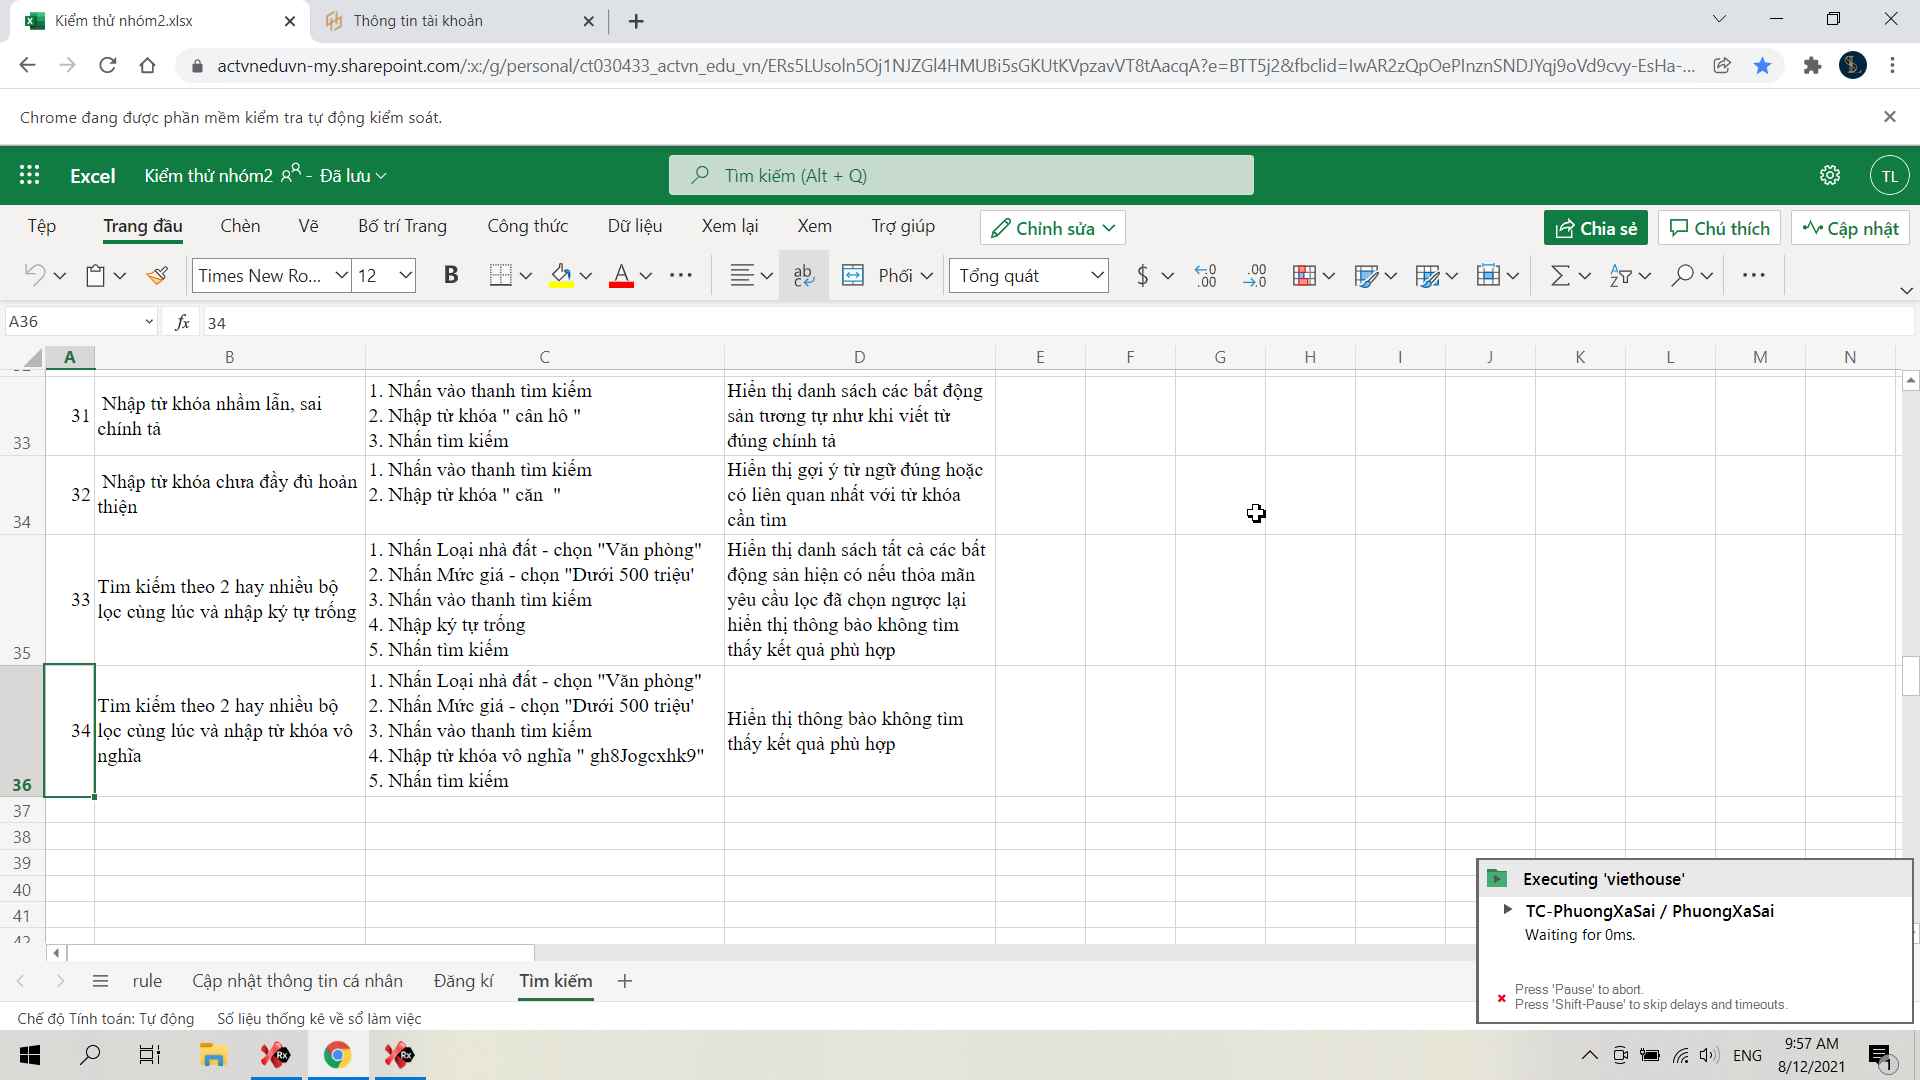 Kiểm thử nhóm2.xlsx
Thông tin tài khoản
actvneduvn-my.sharepoint.com/:x:/g/personal/ct030433_actvn_edu_vn/ERs5LUsoln5Oj1NJZGl4HMUBi5sGKUtKVpzavVT8tAacqA?e=BTT5j2&fbclid=IwAR2zQpOePInznSNDJYqj9oVd9cvy-EsHa-...
Chrome đang được phần mềm kiểm tra tự động kiểm soát.
Excel Kiểm thử nhóm2 - Đã lưu
Tìm kiếm (Alt + Q)
TL
Tệp Trang đầu Chèn Vẽ Bố trí Trang Công thức Dữ liệu Xem lại Xem Trợ giúp Chỉnh sửa Chia sẻ Chú thích Cập nhật
Times New Ro... 12 B A ab c Phối Tổng quát $ .00 .00
A36 fx 34
A B C D E F G H I J K L M N
33
31
Nhập từ khóa nhầm lẫn, sai
chính tả
1. Nhấn vào thanh tìm kiếm
2. Nhập từ khóa " cân hô "
3. Nhấn tìm kiếm
Hiển thị danh sách các bất động
sản tương tự như khi viết từ
đúng chính tả
34
32
Nhập từ khóa chưa đầy đủ hoàn
thiện
1. Nhấn vào thanh tìm kiếm
2. Nhập từ khóa " căn  "
Hiển thị gợi ý từ ngữ đúng hoặc
có liên quan nhất với từ khóa
cần tìm
35
33
Tìm kiếm theo 2 hay nhiều bộ
lọc cùng lúc và nhập ký tự trống
1. Nhấn Loại nhà đất - chọn "Văn phòng"
2. Nhấn Mức giá - chọn "Dưới 500 triệu'
3. Nhấn vào thanh tìm kiếm
4. Nhập ký tự trống
5. Nhấn tìm kiếm
Hiển thị danh sách tất cả các bất
động sản hiện có nếu thỏa mãn
yêu cầu lọc đã chọn ngược lại
hiển thị thông báo không tìm
thấy kết quả phù hợp
36
34
Tìm kiếm theo 2 hay nhiều bộ
lọc cùng lúc và nhập từ khóa vô
nghĩa
1. Nhấn Loại nhà đất - chọn "Văn phòng"
2. Nhấn Mức giá - chọn "Dưới 500 triệu'
3. Nhấn vào thanh tìm kiếm
4. Nhập từ khóa vô nghĩa " gh8Jogcxhk9"
5. Nhấn tìm kiếm
Hiển thị thông báo không tìm
thấy kết quả phù hợp
37
38
39
40
41
42
Executing 'viethouse'
TC-PhuongXaSai / PhuongXaSai
Waiting for 0ms.
Press 'Pause' to abort.
Press 'Shift-Pause' to skip delays and timeouts.
rule Cập nhật thông tin cá nhân Đăng kí Tìm kiếm
Chế độ Tính toán: Tự động Số liệu thống kê về sổ làm việc
ENG
9:57 AM
8/12/2021
1